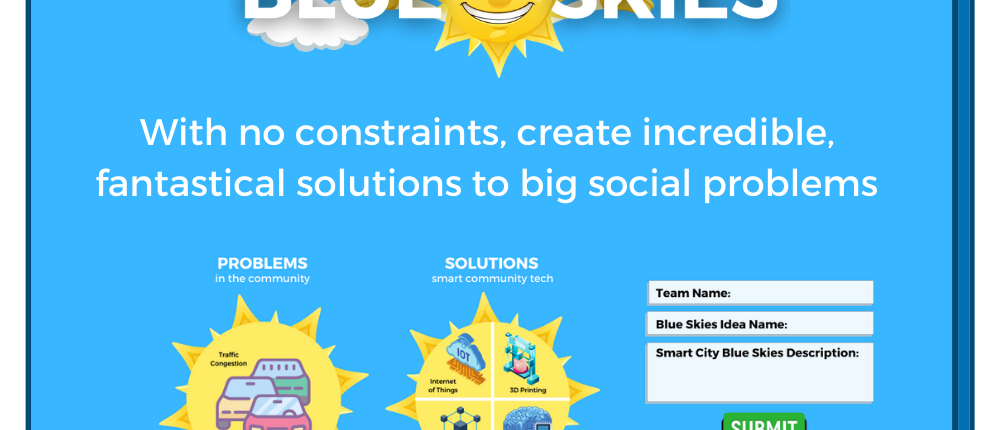 BLUE SKIES
With no constraints, create incredible,
fantastical solutions to big social problems
PROBLEMS
in the community
SOLUTIONS
smart community tech
Traffic
Congestion
IOT
Internet
of Things
3D Printing
Team Name:
Blue Skies Idea Name:
Smart City Blue Skies Description:
SUBMIT